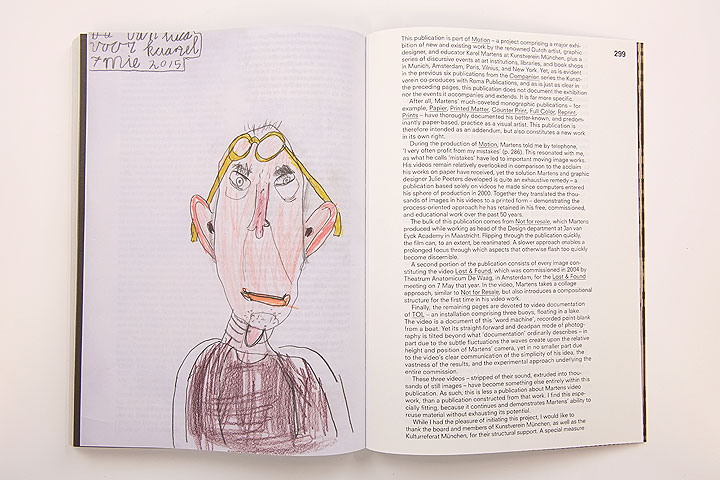 van luca
voor kaarel
7 mie 2015
299
This publication is part of Motion – a project comprising a major exhi-
bition of new and existing work by the renowned Dutch artist, graphic
designer, and educator Karel Martens at Kunstverein München, plus a
series of discursive events at art institutions, libraries, and book shops
in Munich, Amsterdam, Paris, Vilnius, and New York. Yet, as is evident
in the previous six publications from the Companion series the Kunst-
verein co-produces with Roma Publications, and as is just as clear in
the preceding pages, this publication does not document the exhibition
nor the events it accompanies and extends. It is far more specific.
After all, Martens' much-coveted monographic publications – for
example, Paper, Printed Matter, Counter Print, Full Color, Reprint,
Prints – have thoroughly documented his better-known, and predom-
inantly paper-based, practice as a visual artist. This publication is
therefore intended as an addendum, but also constitutes a new work
in its own right.
During the production of Motion, Martens told me by telephone,
'I very often profit from my mistakes' (p. 286). This resonated with me,
as what he calls 'mistakes' have led to important moving image works.
His videos remain relatively overlooked in comparison to the acclaim
his works on paper have received, yet the solution Martens and graphic
designer Julie Peeters developed is quite an exhaustive remedy – a
publication based solely on videos he made since computers entered
his sphere of production in 2000. Together they translated the thou-
sands of images in his videos to a printed form – demonstrating the
process-oriented approach he has retained in his free, commissioned,
and educational work over the past 50 years.
The bulk of this publication comes from Not for resale, which Martens
produced while working as head of the Design department at Jan van
Eyck Academy in Maastricht. Flipping through the publication quickly,
the film can, to an extent, be reanimated. A slower approach enables a
prolonged focus through which aspects that otherwise flash too quickly
become discernible.
A second portion of the publication consists of every image con-
stituting the video Lost & Found, which was commissioned in 2004 by
Theatrum Anatomicum De Waag, in Amsterdam, for the Lost & Found
meeting on 7 May that year. In the video, Martens takes a collage
approach, similar to Not for Resale, but also introduces a compositional
structure for the first time in his video work.
Finally, the remaining pages are devoted to video documentation
of TOL – an installation comprising three buoys, floating in a lake.
The video is a document of this 'word machine', recorded point-blank
from a boat. Yet its straight-forward and deadpan mode of photog-
raphy is tilted beyond what 'documentation' ordinarily describes – in
part due to the subtle fluctuations the waves create upon the relative
height and position of Martens' camera, yet in no smaller part due
to the video's clear communication of the simplicity of his idea, the
vastness of the results, and the experimental approach underlying the
entire commission.
These three videos – stripped of their sound, extruded into thou-
sands of still images – have become something else entirely within this
publication. As such, this is less a publication about Martens video
work, than a publication constructed from that work. I find this espe-
cially fitting, because it continues and demonstrates Martens' ability to
reuse material without exhausting its potential.
While I had the pleasure of initiating this project, I would like to
thank the board and members of Kunstverein München, as well as the
Kulturreferat München, for their structural support. A special measure